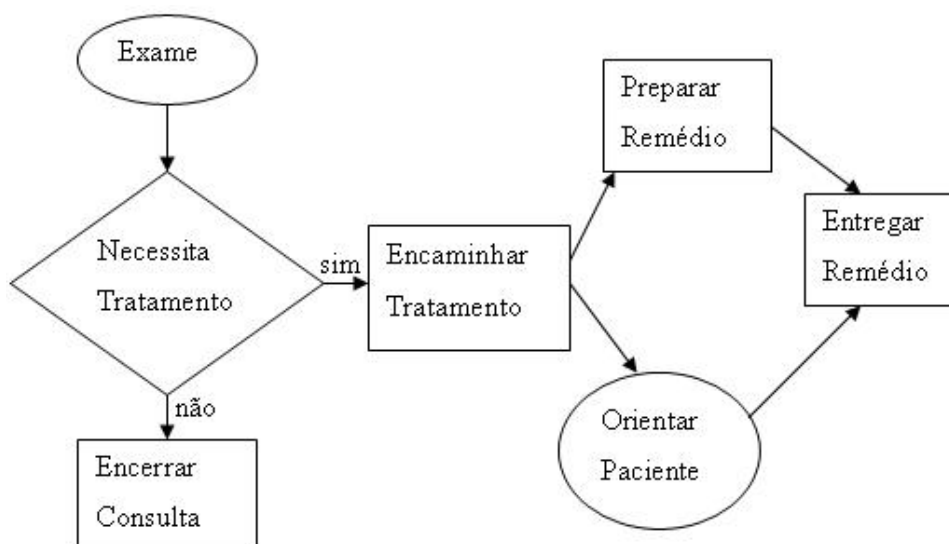 Exame
Necessita
Tratamento
sim
não
Encerrar
Consulta
Encaminhar
Tratamento
Preparar
Remédio
Orientar
Paciente
Entregar
Remédio